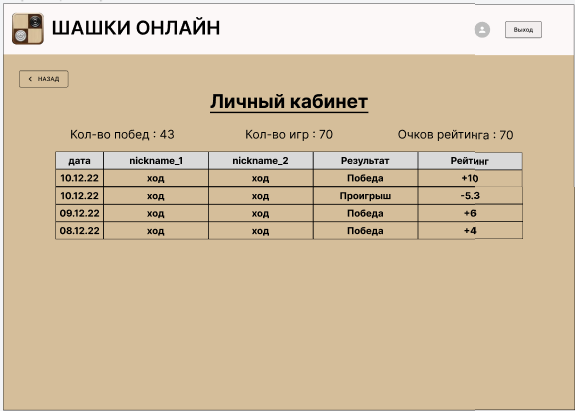 ШАШКИ ОНЛАЙН
Выход
< НАЗАД
Личный кабинет
Кол-во побед : 43 Кол-во игр : 70 Очков рейтинга : 70
дата nickname_1 nickname_2 Результат Рейтинг
10.12.22 ход ход Победа +10
10.12.22 ход ход Проигрыш -5.3
09.12.22 ход ход Победа +6
08.12.22 ход ход Победа +4